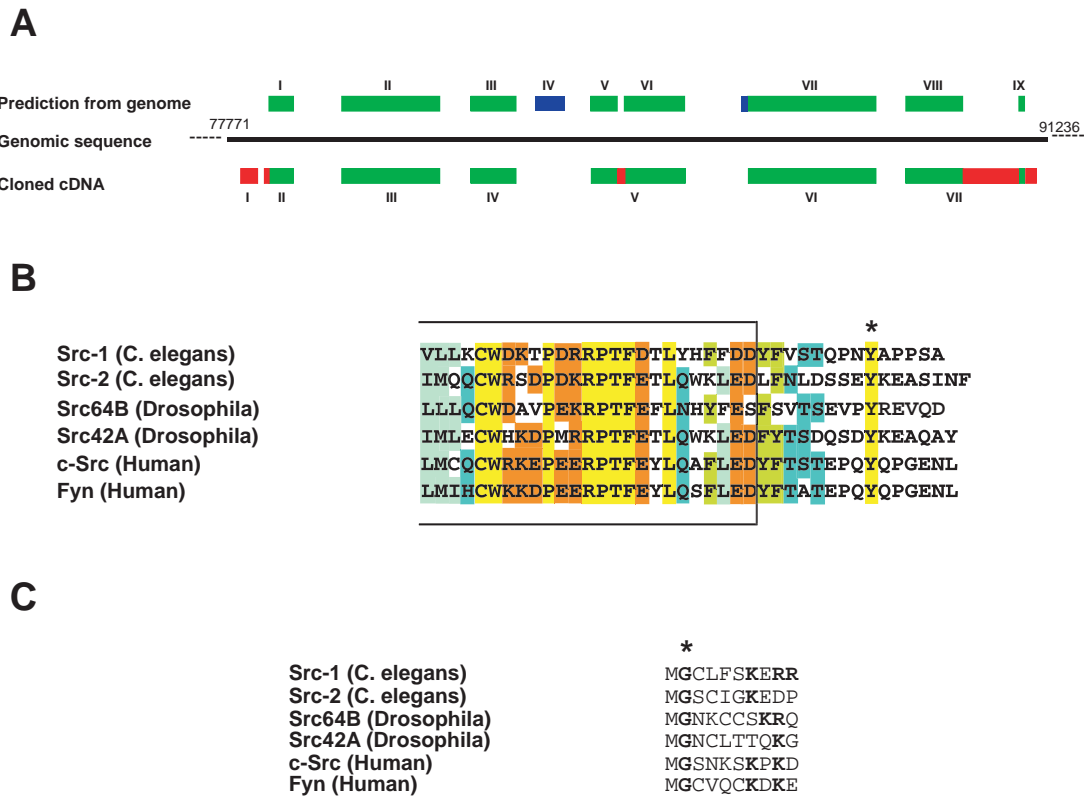 A
I II III IV V VI VII VIII IX
Prediction from genome
77771 91236
Genomic sequence
Cloned cDNA
I II III IV V VI VII
B
*
Src-1 (C. elegans) VLLKCWDKTPDRRPTFDTLYHFFDDYFVSTQPNYAPPSA
Src-2 (C. elegans) IMQQCWRSDPDKRPTFETLQWKLEDLFNLDSSEYKEASINF
Src64B (Drosophila) LLLQCWDAVPEKRPTFEFLNHYFESFSVTSEVPYREVQD
Src42A (Drosophila) IMLECWHKDPMRRPTFETLQWKLEDFYTSDQSDYKEAQAY
c-Src (Human) LMCQCWRKEPEERPTFEYLQAFLEDYFTSTEPQYQPGENL
Fyn (Human) LMIHCWKKDPEERPTFEYLQSFLEDYFTATEPQYQPGENL
C
*
Src-1 (C. elegans) MGCLFSKERR
Src-2 (C. elegans) MGSCIGKEDP
Src64B (Drosophila) MGNKCCSKRQ
Src42A (Drosophila) MGNCLTTQKG
c-Src (Human) MGSNKSKPKD
Fyn (Human) MGCVQCKDKE